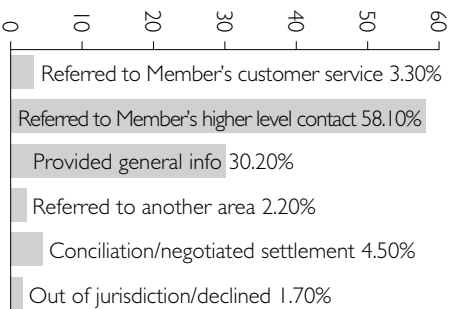 0 10 20 30 40 50 60
Referred to Member's customer service 3.30%
Referred to Member's higher level contact 58.10%
Provided general info 30.20%
Referred to another area 2.20%
Conciliation/negotiated settlement 4.50%
Out of jurisdiction/declined 1.70%